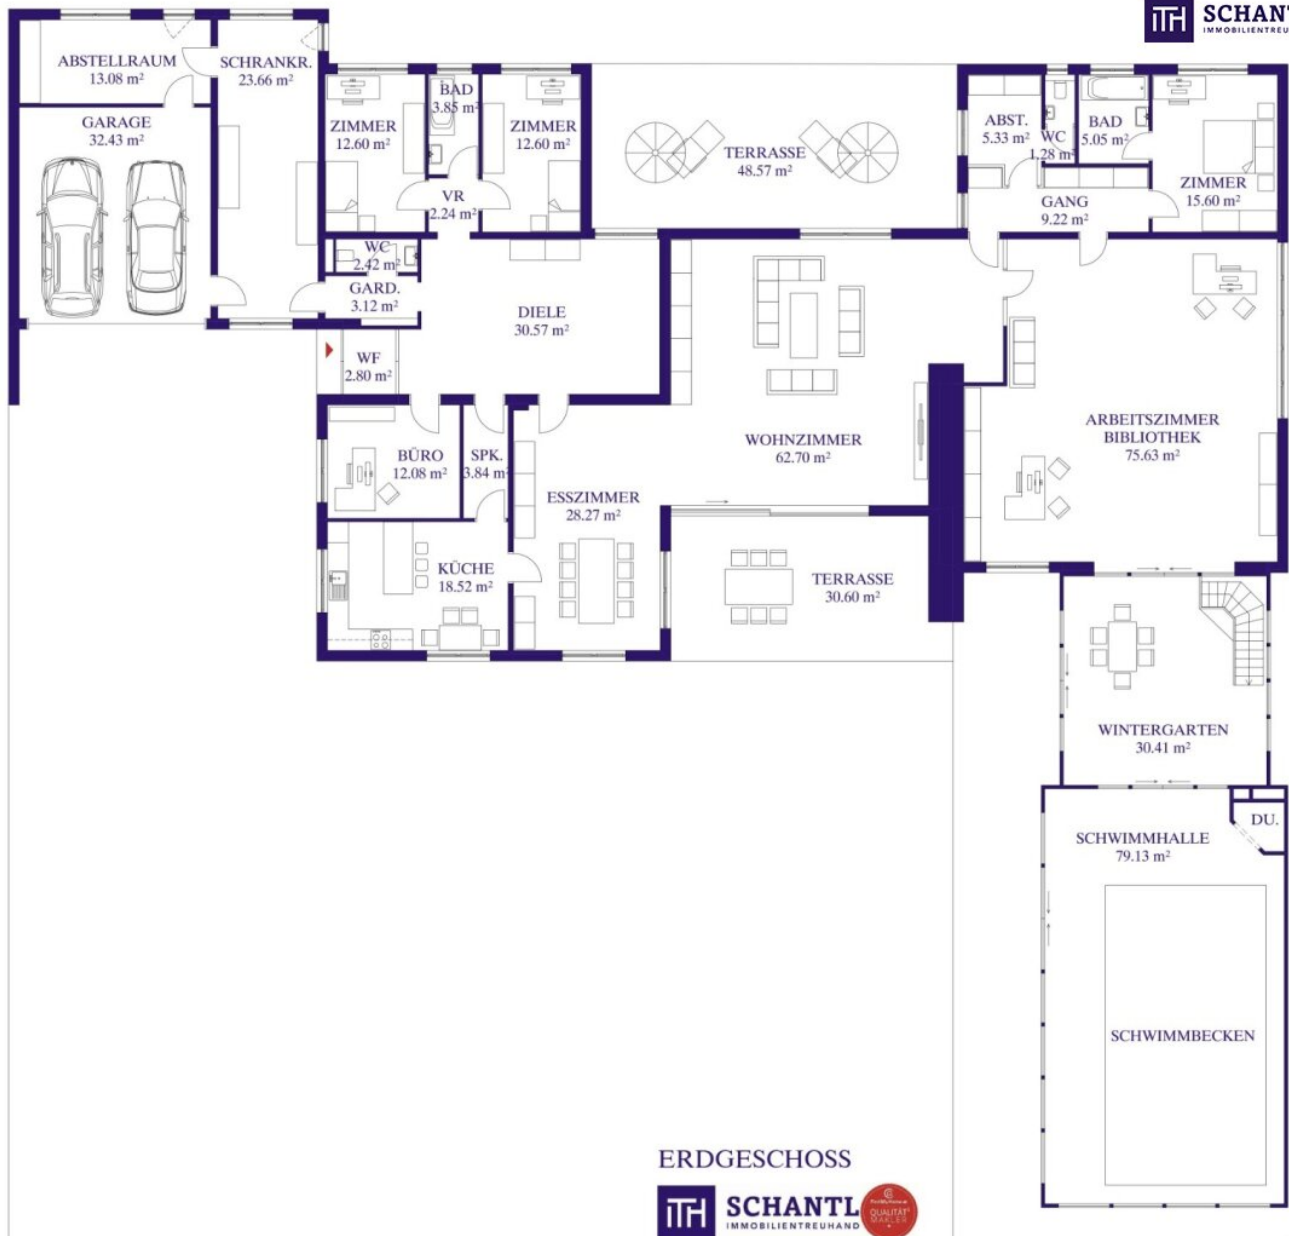 iTH SCHANTL
IMMOBILIENTREU
ABSTELLRAUM
13.08 m²
SCHRANKR.
23.66 m²
GARAGE
32.43 m²
ZIMMER
12.60 m²
BAD
3.85 m²
ZIMMER
12.60 m²
VR
2.24 m²
TERRASSE
48.57 m²
ABST.
5.33 m²
WC
1.28 m²
BAD
5.05 m²
ZIMMER
15.60 m²
GANG
9.22 m²
WC
2.42 m²
GARD.
3.12 m²
DIELE
30.57 m²
WF
2.80 m²
BÜRO
12.08 m²
SPK.
3.84 m²
ESSZIMMER
28.27 m²
WOHNZIMMER
62.70 m²
ARBEITSZIMMER
BIBLIOTHEK
75.63 m²
KÜCHE
18.52 m²
TERRASSE
30.60 m²
WINTERGARTEN
30.41 m²
DU.
SCHWIMMHALLE
79.13 m²
SCHWIMMBECKEN
ERDGESCHOSS
iTH SCHANTL
IMMOBILIENTREUHAND
QUALITÄTS
MAKLER